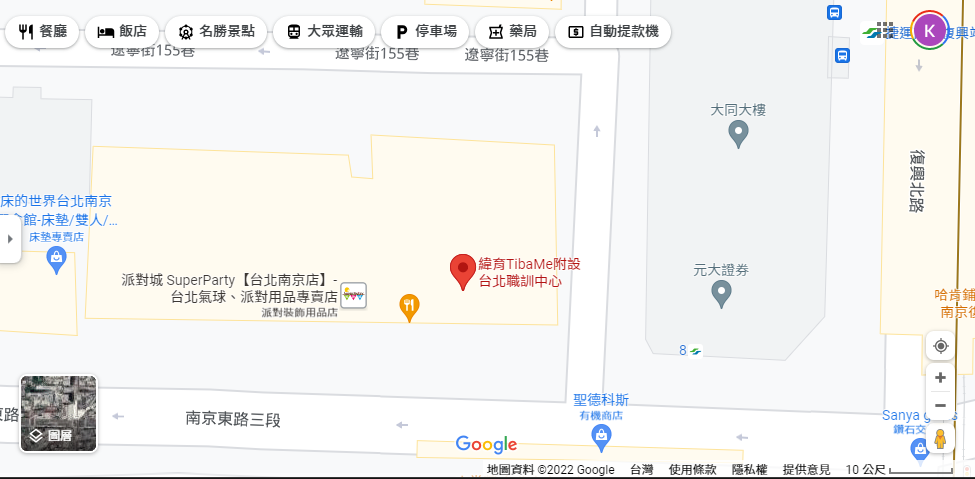 餐廳
飯店
名勝景點
大眾運輸
停車場
藥局
自動提款機
K
遼寧街155巷
遼寧街155巷
遼寧街155巷
大同大樓
復興北路
床的世界台北南京
會館-床墊/雙人/…
床墊專賣店
緯育TibaMe附設
台北職訓中心
派對城 SuperParty【台北南京店】-
台北氣球、派對用品專賣店
派對裝飾用品店
元大證券
哈肯鋪
南京復
8
聖德科斯
有機商店
南京東路三段
東路
圖層
Sanya
鑽石交
Google
地圖資料 ©2022 Google
台灣
使用條款
隱私權
提供意見
10 公尺